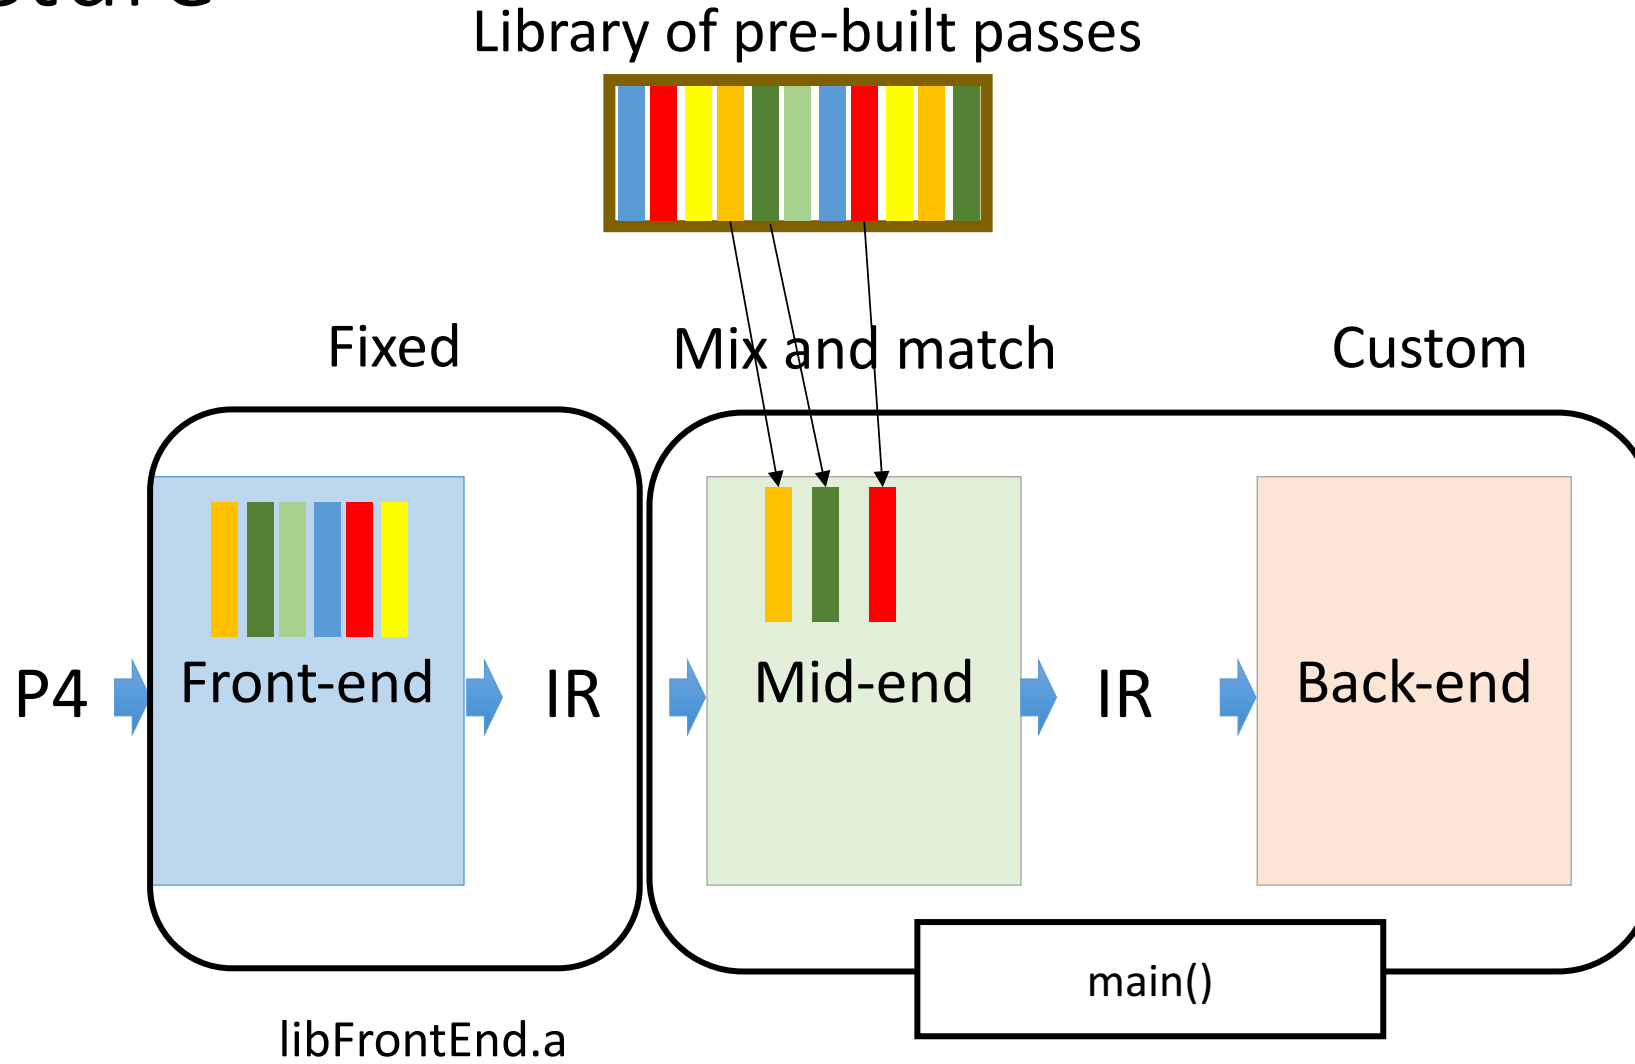 Library of pre-built passes
Fixed
Mix and match
Custom
P4
Front-end
IR
Mid-end
IR
Back-end
main()
libFrontEnd.a